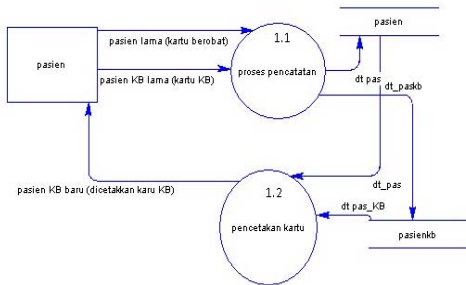 pasien lama (kartu berobat)
1.1
pasien
pasien
proses pencatatan
pasien KB lama (kartu KB)
dt pas
dt_paskb
dt_pas
pasien KB baru (dicetakkan karu KB)
1.2
dt pas_KB
pencetakan kartu
pasienkb